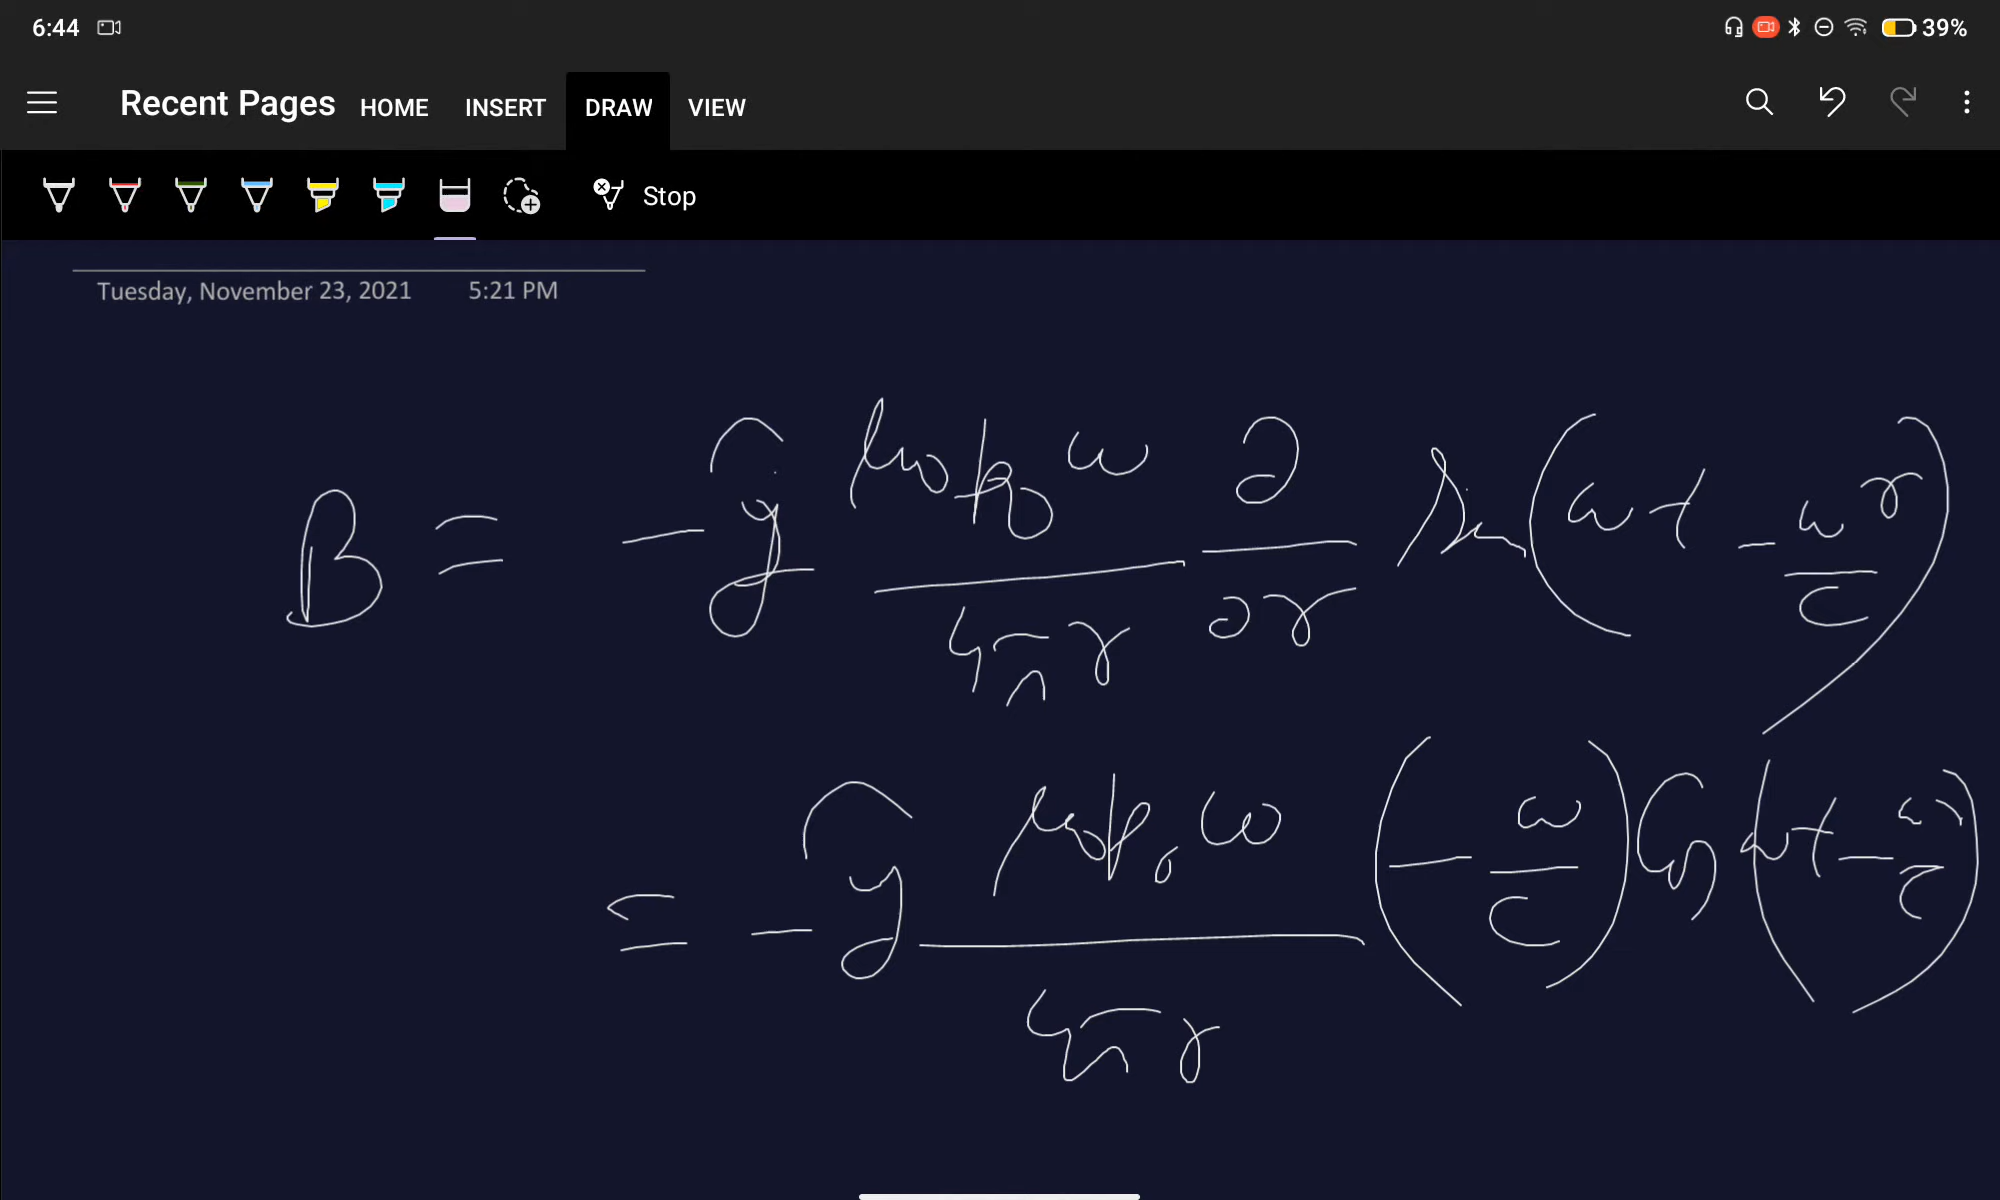 6:44 39%
Recent Pages HOME INSERT DRAW VIEW
Stop
Tuesday, November 23, 2021 5:21 PM
B = - ŷ μ₀p₀ω/4πr ∂/∂r Sin(ωt - ωr/c)
= - ŷ μ₀p₀ω/4πr (- ω/c) Cos(ωt - ωr/c)